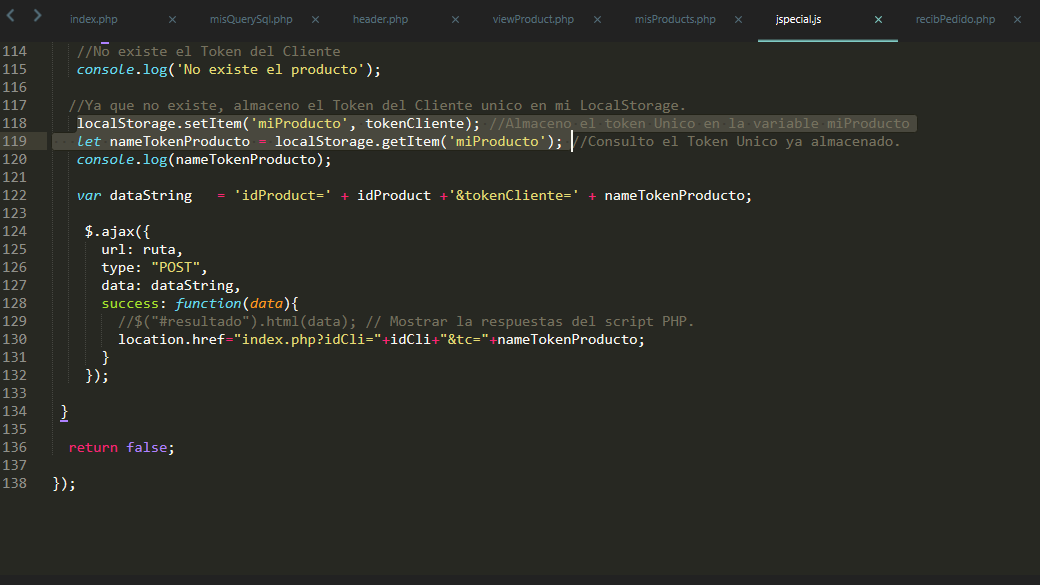 index.php misQuerySql.php header.php viewProduct.php misProducts.php jspecial.js recibPedido.php
114 //No existe el Token del Cliente
115 console.log('No existe el producto');
116
117 //Ya que no existe, almaceno el Token del Cliente unico en mi LocalStorage.
118 localStorage.setItem('miProducto', tokenCliente); //Almaceno el token Unico en la variable miProducto
119 let nameTokenProducto = localStorage.getItem('miProducto'); //Consulto el Token Unico ya almacenado.
120 console.log(nameTokenProducto);
121
122 var dataString = 'idProduct=' + idProduct +'&tokenCliente=' + nameTokenProducto;
123
124 $.ajax({
125 url: ruta,
126 type: "POST",
127 data: dataString,
128 success: function(data){
129 //$("#resultado").html(data); // Mostrar la respuestas del script PHP.
130 location.href="index.php?idCli="+idCli+"&tc="+nameTokenProducto;
131 }
132 });
133
134 }
135
136 return false;
137
138 });